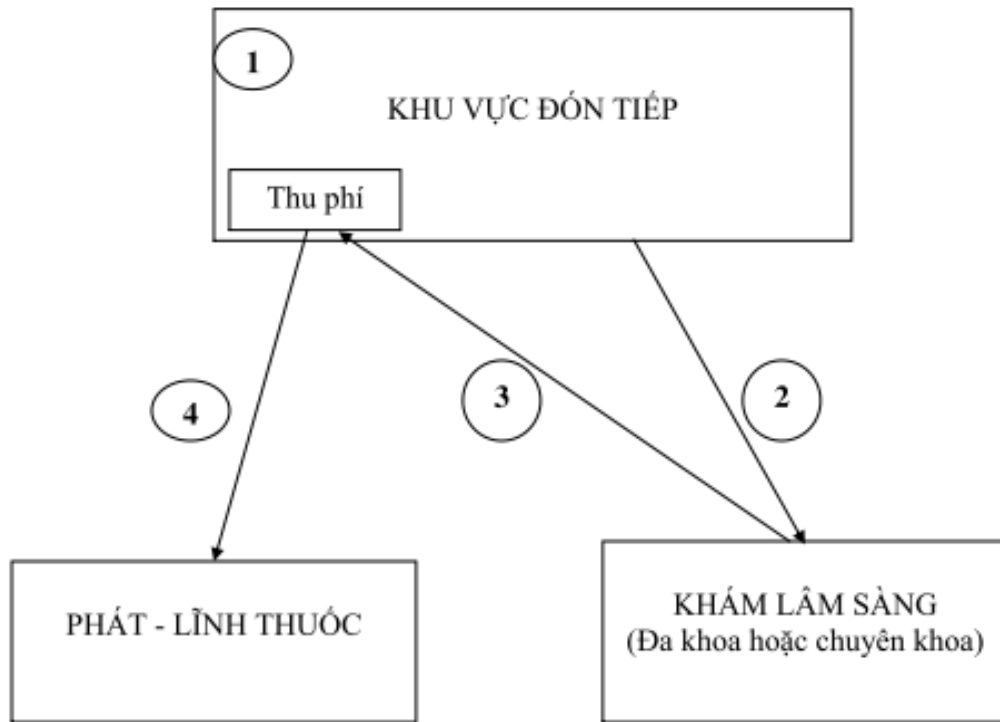 1
KHU VỰC ĐÓN TIẾP
Thu phí
4
3
2
PHÁT - LĨNH THUỐC
KHÁM LÂM SÀNG
(Đa khoa hoặc chuyên khoa)